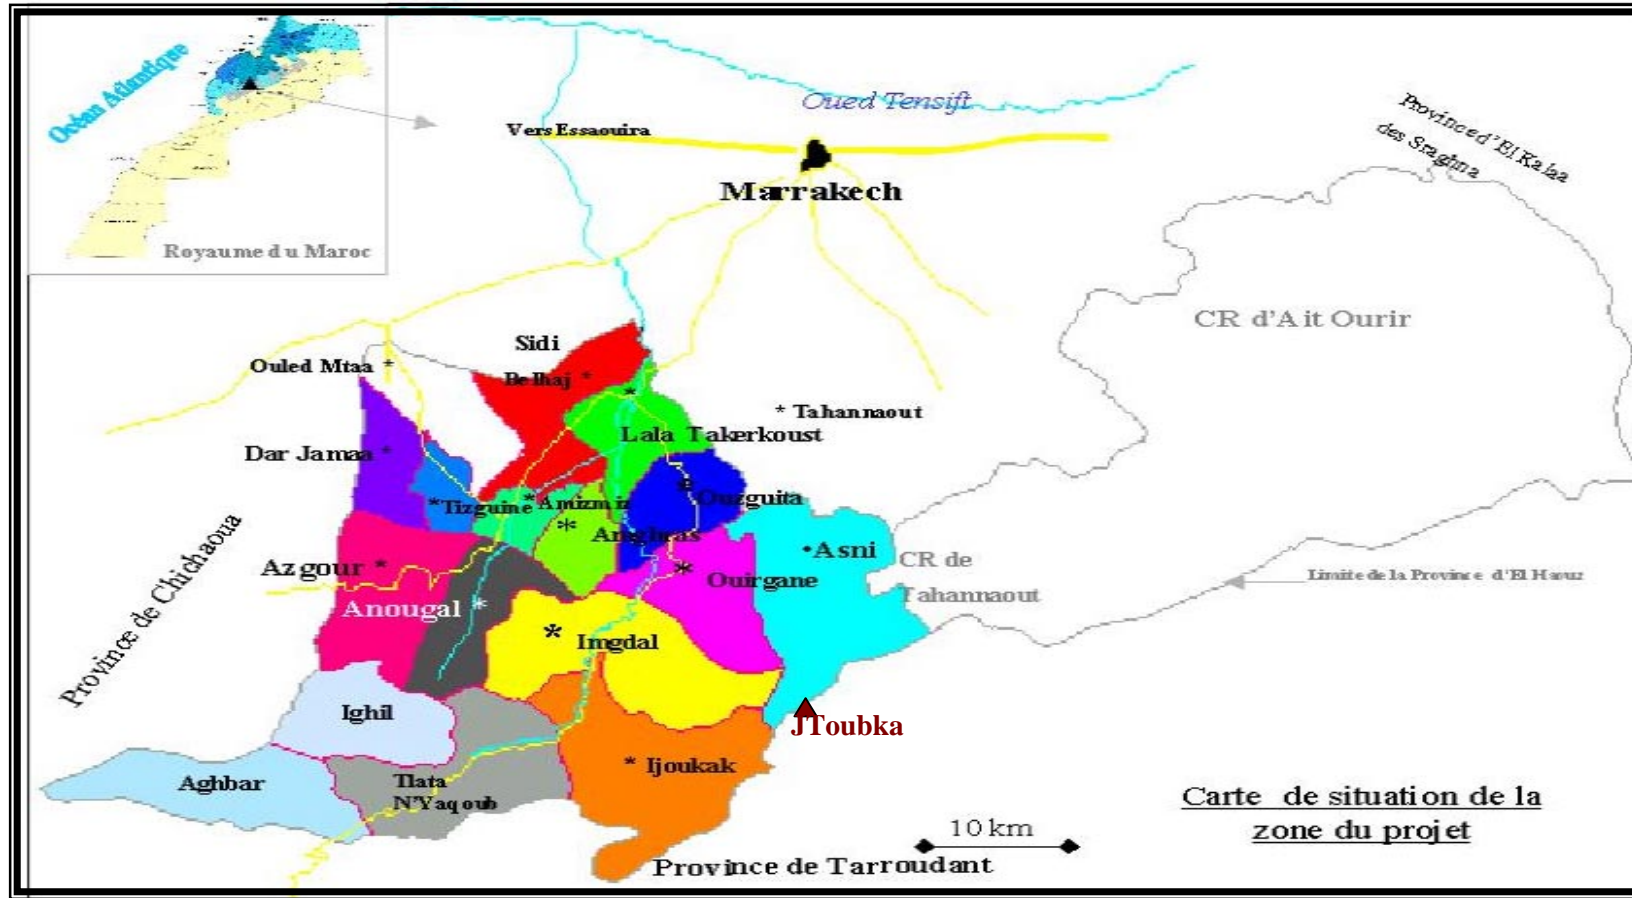 Océan Atlantique
Royaume du Maroc
Oued Tensift
Vers Essaouira
Marrakech
Province d'El Kalaa
des Sraghna
CR d'Ait Ourir
Sidi
Belhaj *
Ouled Mtaa *
* Tahannaout
Lala Takerkoust
Dar Jamaa *
*Tizguine
*Amizmiz
Ouzguita
Amghras
•Asni
Azgour *
Ouirgane
CR de
Tahannaout
Limite de la Province d'El Haouz
Anougal *
Province de Chichaoua
* Imgdal
Ighil
JToubka
Aghbar
Tlata
N'Yaqoub
* Ijoukak
10 km
Carte de situation de la
zone du projet
Province de Tarroudant